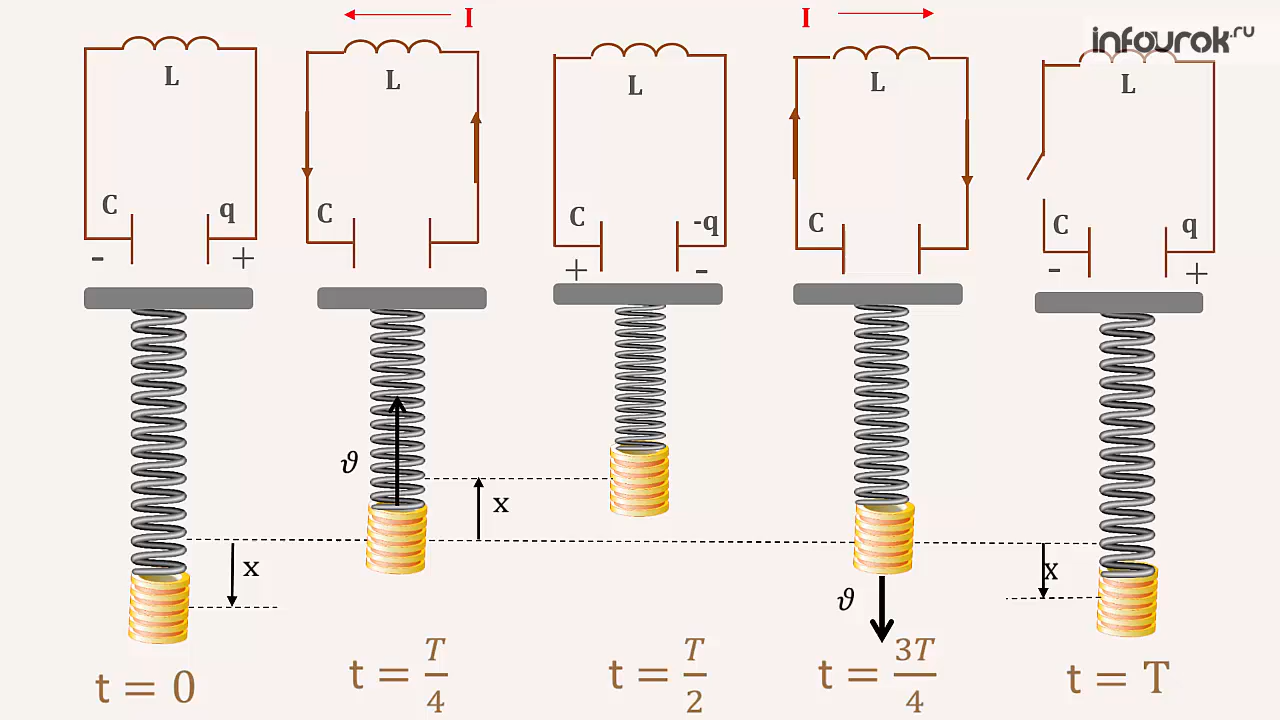 I
I
infourok.ru
L
L
L
L
L
C
q
C
C
-q
C
C
q
-
+
+
-
-
+
ϑ
x
x
ϑ
x
t = 0
t = T/4
t = T/2
t = 3T/4
t = T